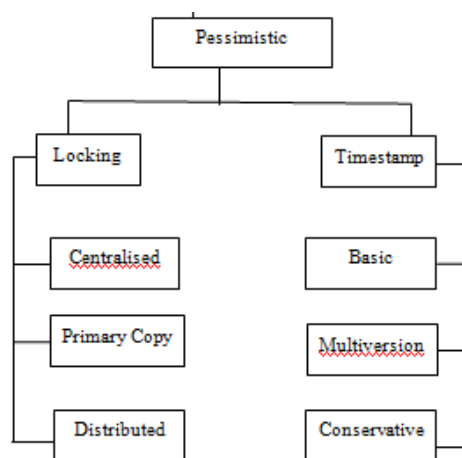 Pessimistic
Locking
Timestamp
Centralised
Basic
Primary Copy
Multiversion
Distributed
Conservative